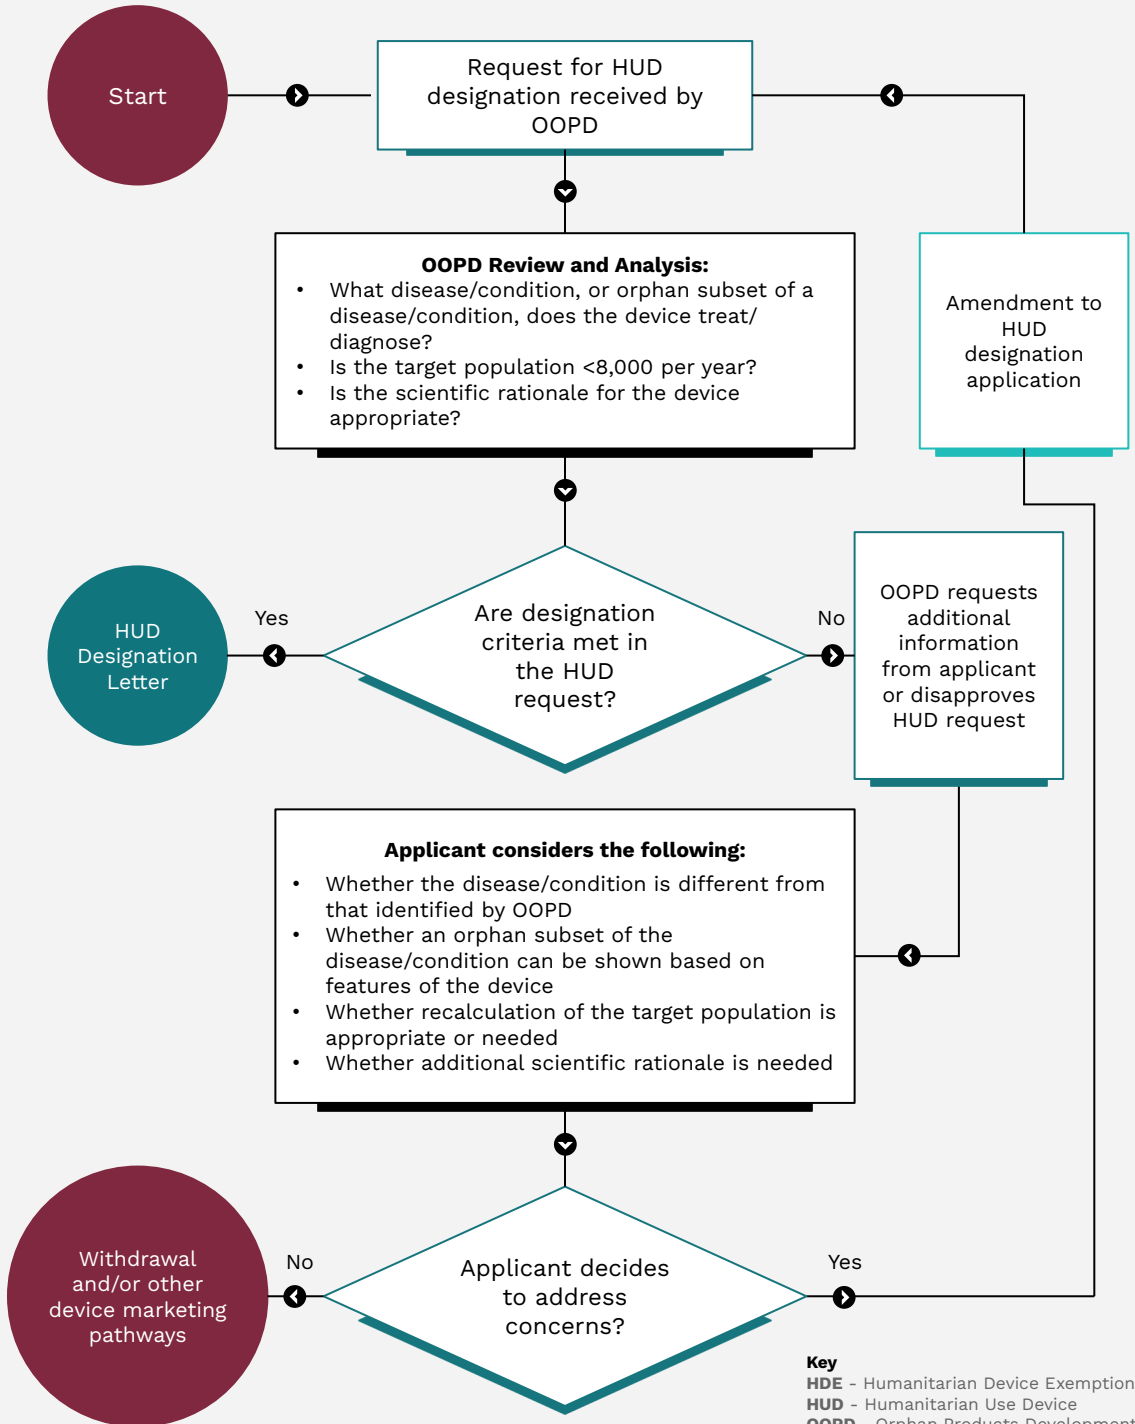 Start
Request for HUD
designation received by
OOPD
OOPD Review and Analysis:
• What disease/condition, or orphan subset of a
disease/condition, does the device treat/
diagnose?
• Is the target population <8,000 per year?
• Is the scientific rationale for the device
appropriate?
Amendment to
HUD
designation
application
HUD
Designation
Letter
Yes
Are designation
criteria met in
the HUD
request?
No
OOPD requests
additional
information
from applicant
or disapproves
HUD request
Applicant considers the following:
• Whether the disease/condition is different from
that identified by OOPD
• Whether an orphan subset of the
disease/condition can be shown based on
features of the device
• Whether recalculation of the target population is
appropriate or needed
• Whether additional scientific rationale is needed
Withdrawal
and/or other
device marketing
pathways
No
Applicant decides
to address
concerns?
Yes
Key
HDE - Humanitarian Device Exemption
HUD - Humanitarian Use Device
OOPD - Orphan Products Development